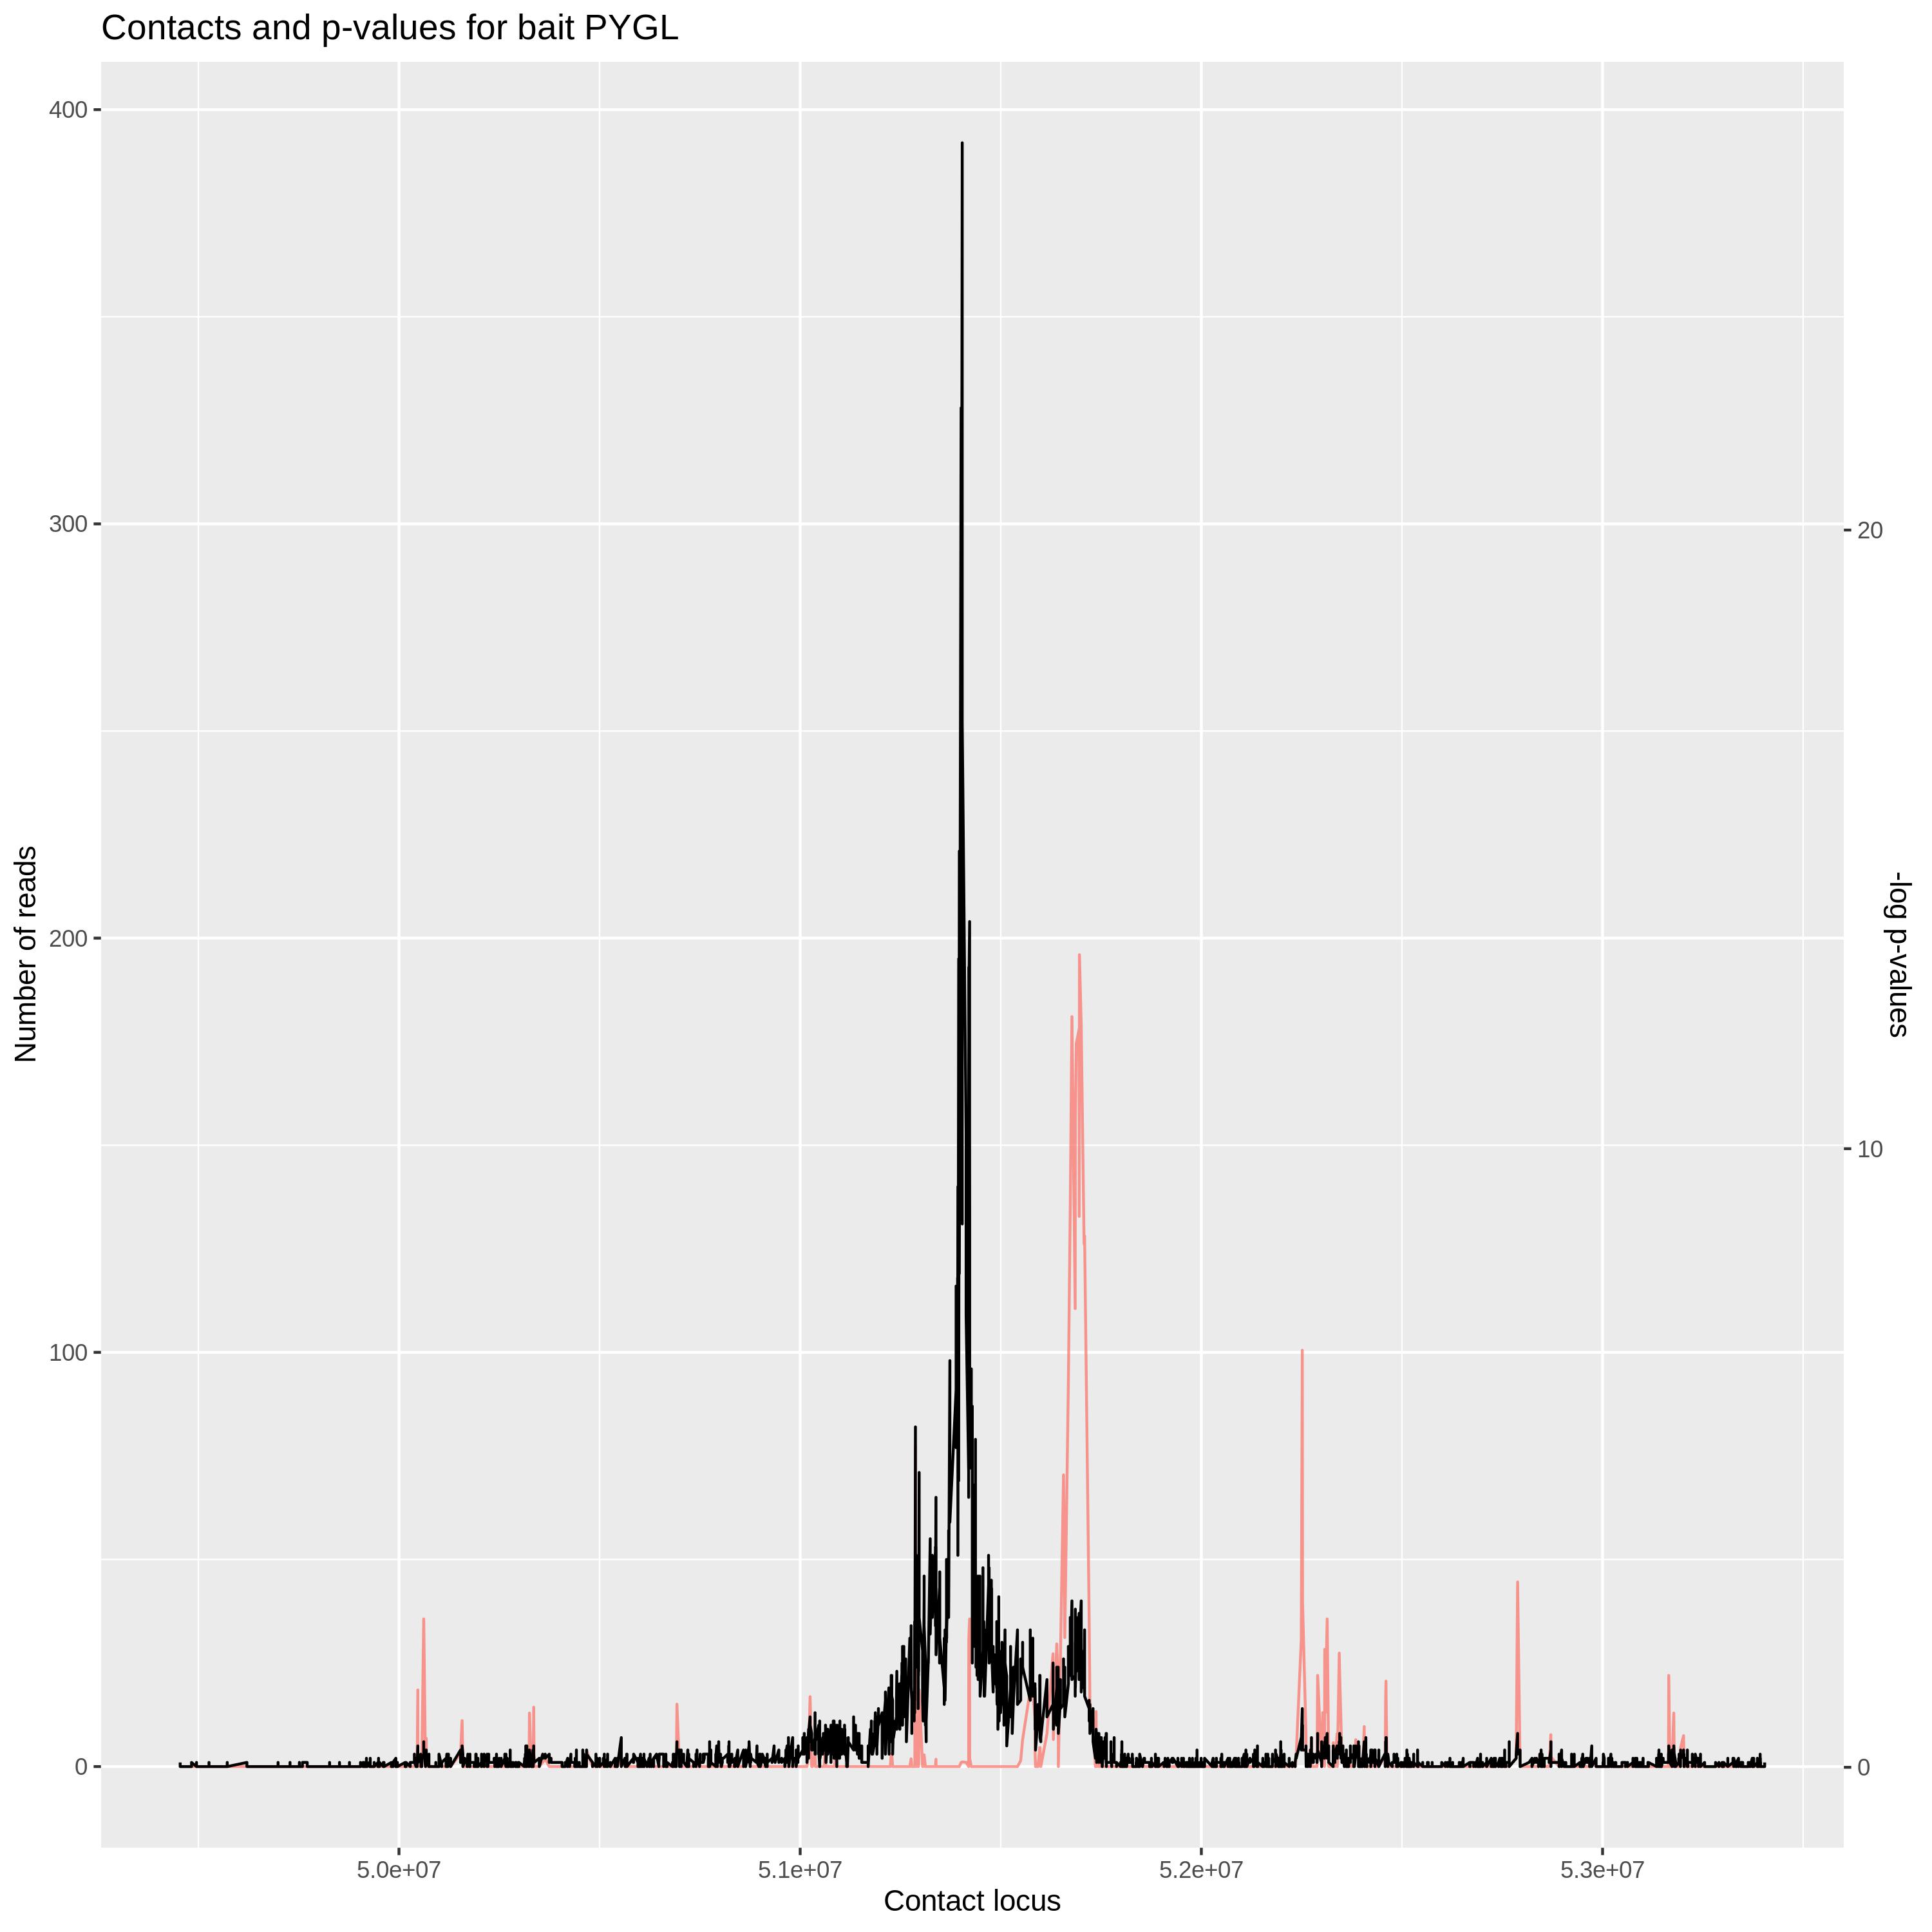 Contacts and p-values for bait PYGL
400
300
200
100
0
Number of reads
20
10
0
-log p-values
5.0e+07
5.1e+07
5.2e+07
5.3e+07
Contact locus